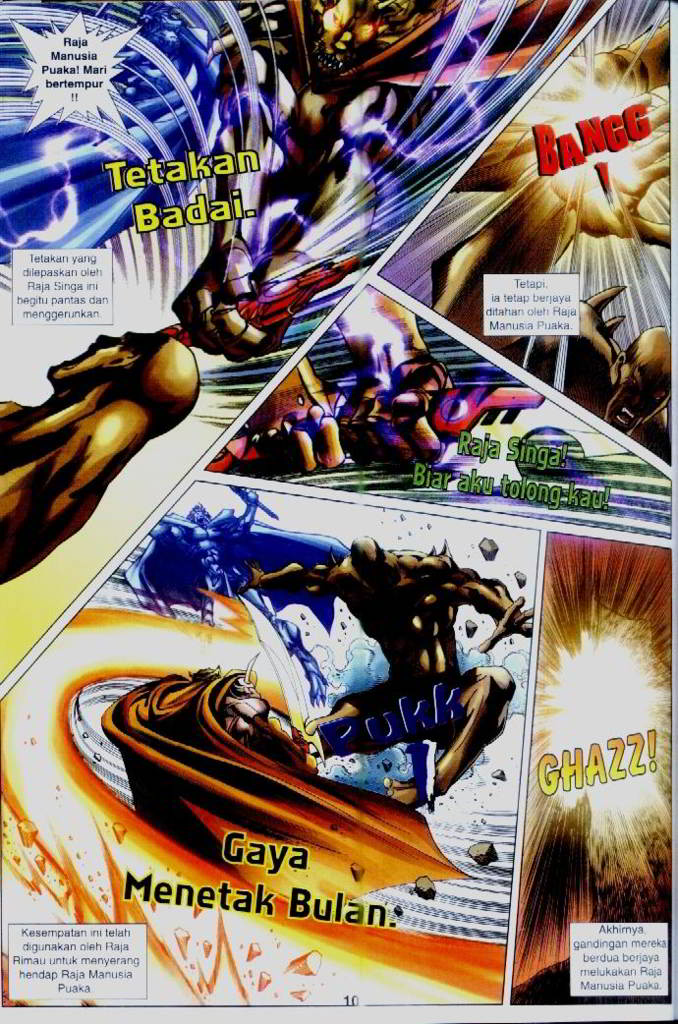 Raja
Manusia
Puaka! Mari
bertempur
!!
Tetakan
Badai.
Tetakan yang
dilepaskan oleh
Raja Singa ini
begitu pantas dan
menggerunkan.
BANGG
!
Tetapi,
ia tetap berjaya
ditahan oleh Raja
Manusia Puaka.
Raja Singa!
Biar aku tolong kau!
PUKK
!
Gaya
Menetak Bulan.
Kesempatan ini telah
digunakan oleh Raja
Rimau untuk menyerang
hendap Raja Manusia
Puaka.
GHAZZ!
Akhirnya,
gandingan mereka
berdua berjaya
melukakan Raja
Manusia Puaka.
10